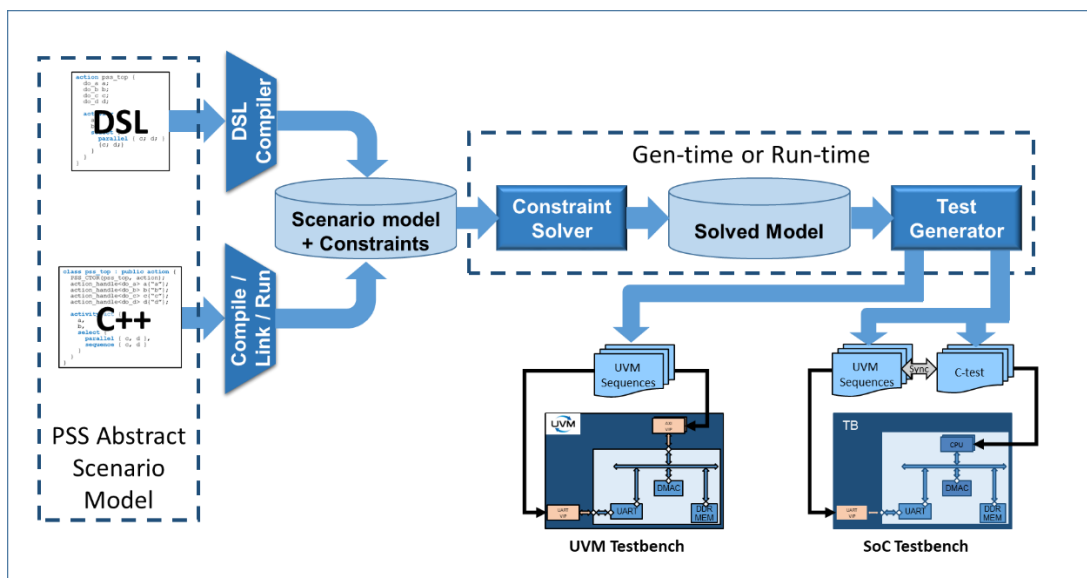 action pss_top {
do_a a;
do_b b;
do_c c;
do_d d;
DSL
parallel { c; d; }
{c; d;}
}
}
}
DSL
Compiler
class pss_top : public action {
PSS_CTOR(pss_top, action);
action_handle<do_a> a{"a"};
action_handle<do_b> b{"b"};
action_handle<do_c> c{"c"};
action_handle<do_d> d{"d"};
C++
a,
b,
select {
parallel { c, d },
sequence { c, d }
}
}
}
Compile /
Link / Run
PSS Abstract
Scenario
Model
Scenario model
+ Constraints
Gen-time or Run-time
Constraint
Solver
Solved Model
Test
Generator
UVM
Sequences
UVM
Sequences
Sync
C-test
UVM
DMAC
UART
DDR
MEM
UART
VIP
UVM Testbench
TB
CPU
DMAC
UART
DDR
MEM
UART
VIP
SoC Testbench